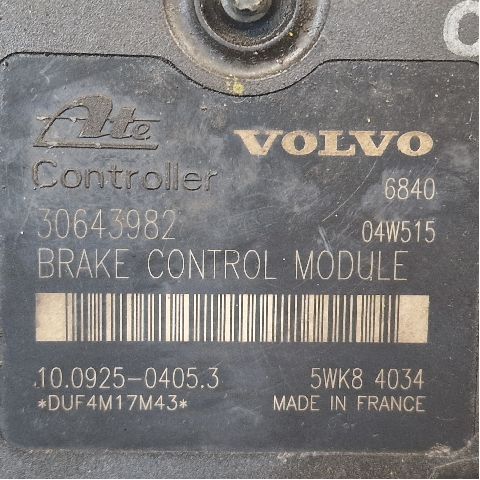 Ate VOLVO
Controller 6840
30643982 04W515
BRAKE CONTROL MODULE
10.0925-0405.3 5WK8 4034
*DUF4M17M43* MADE IN FRANCE